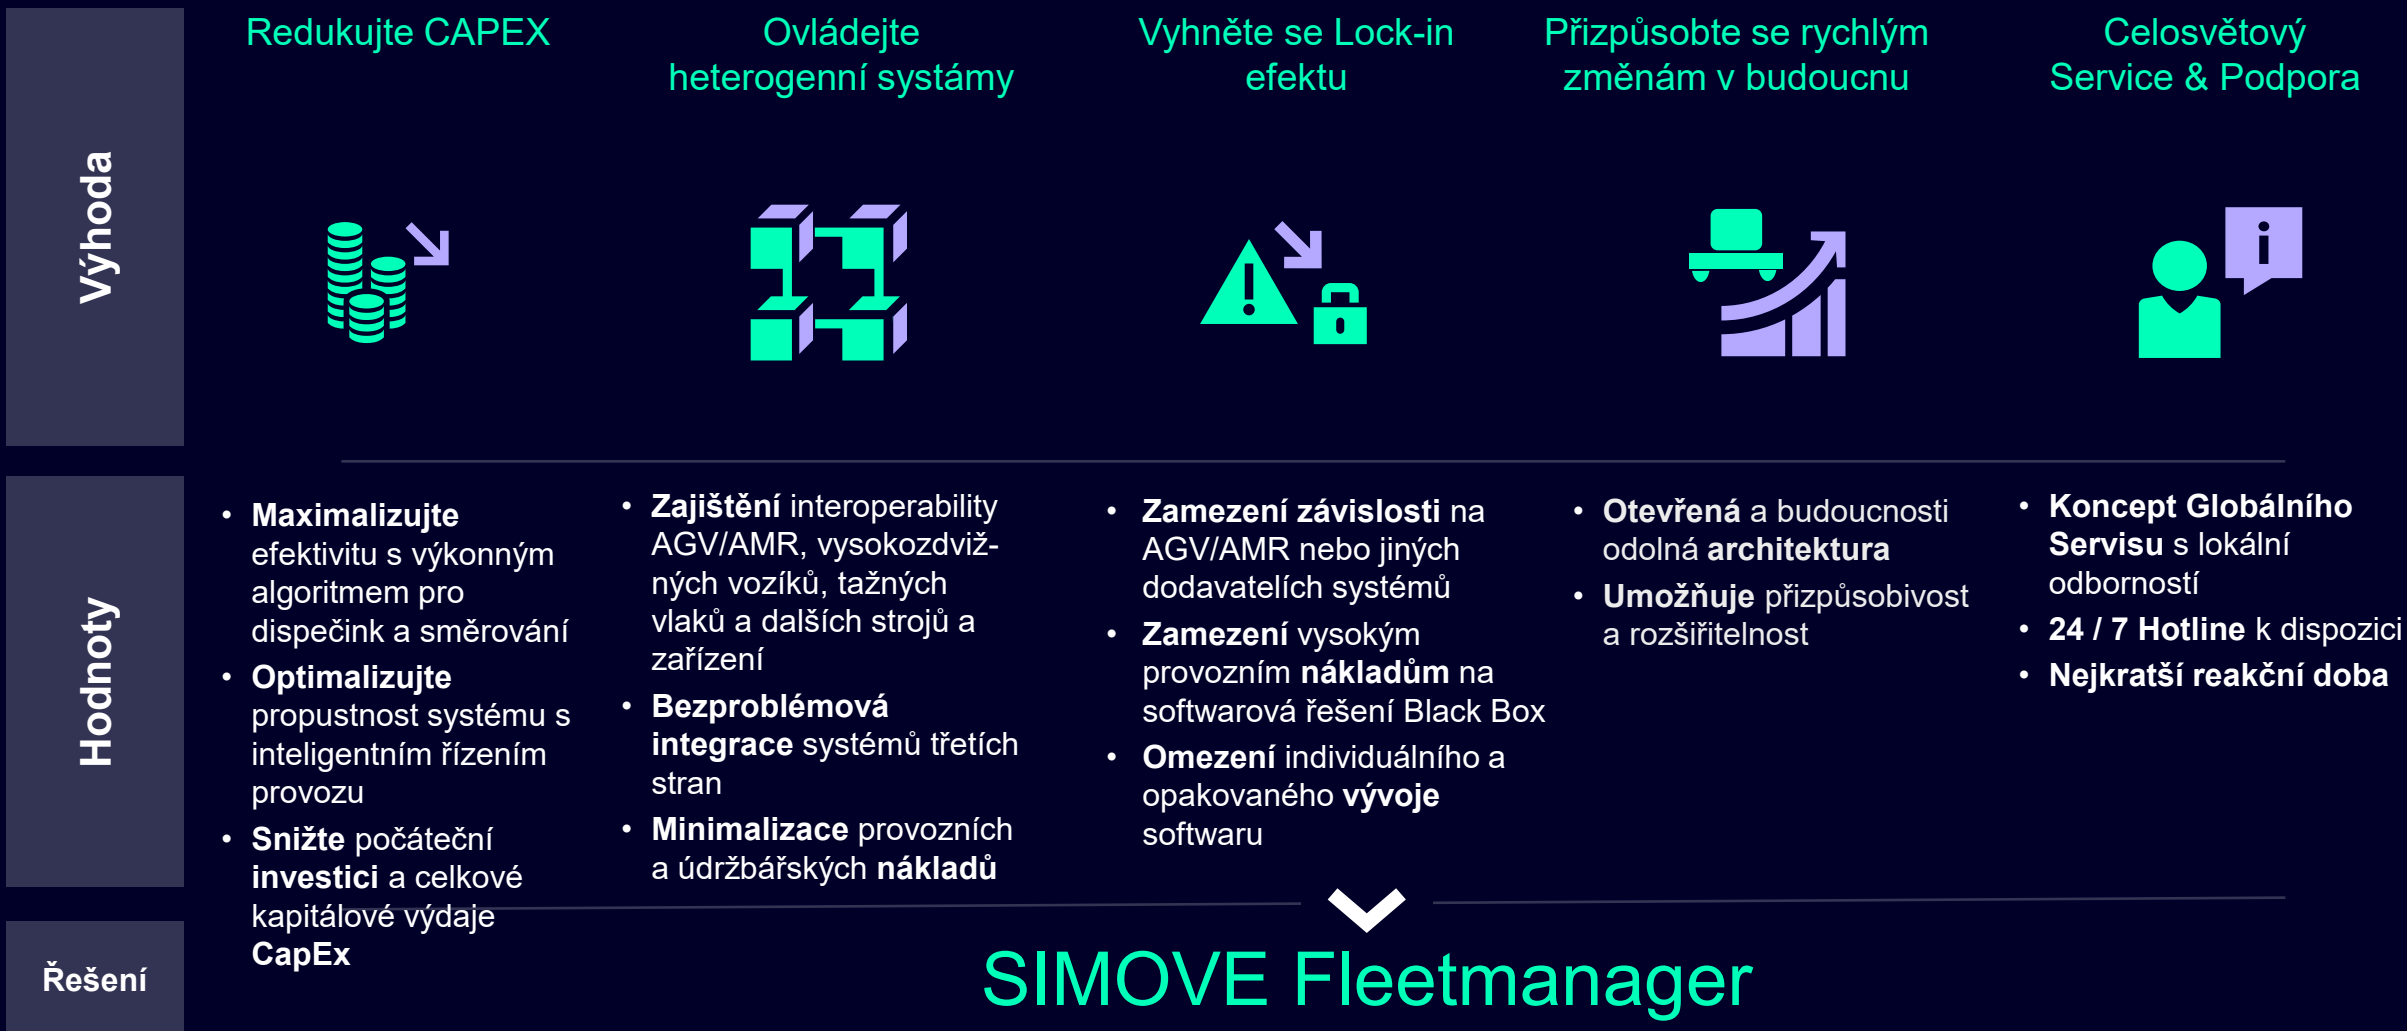 Výhoda
Redukujte CAPEX
Ovládejte
heterogenní systámy
Vyhněte se Lock-in
efektu
Přizpůsobte se rychlým
změnám v budoucnu
Celosvětový
Service & Podpora
i
Hodnoty
• Maximalizujte
efektivitu s výkonným
algoritmem pro
dispečink a směrování
• Optimalizujte
propustnost systému s
inteligentním řízením
provozu
• Snižte počáteční
investici a celkové
kapitálové výdaje
CapEx
• Zajištění interoperability
AGV/AMR, vysokozdviž-
ných vozíků, tažných
vlaků a dalších strojů a
zařízení
• Bezproblémová
integrace systémů třetích
stran
• Minimalizace provozních
a údržbářských nákladů
• Zamezení závislosti na
AGV/AMR nebo jiných
dodavatelích systémů
• Zamezení vysokým
provozním nákladům na
softwarová řešení Black Box
• Omezení individuálního a
opakovaného vývoje
softwaru
• Otevřená a budoucnosti
odolná architektura
• Umožňuje přizpůsobivost
a rozšiřitelnost
• Koncept Globálního
Servisu s lokální
odborností
• 24 / 7 Hotline k dispozici
• Nejkratší reakční doba
Řešení
SIMOVE Fleetmanager